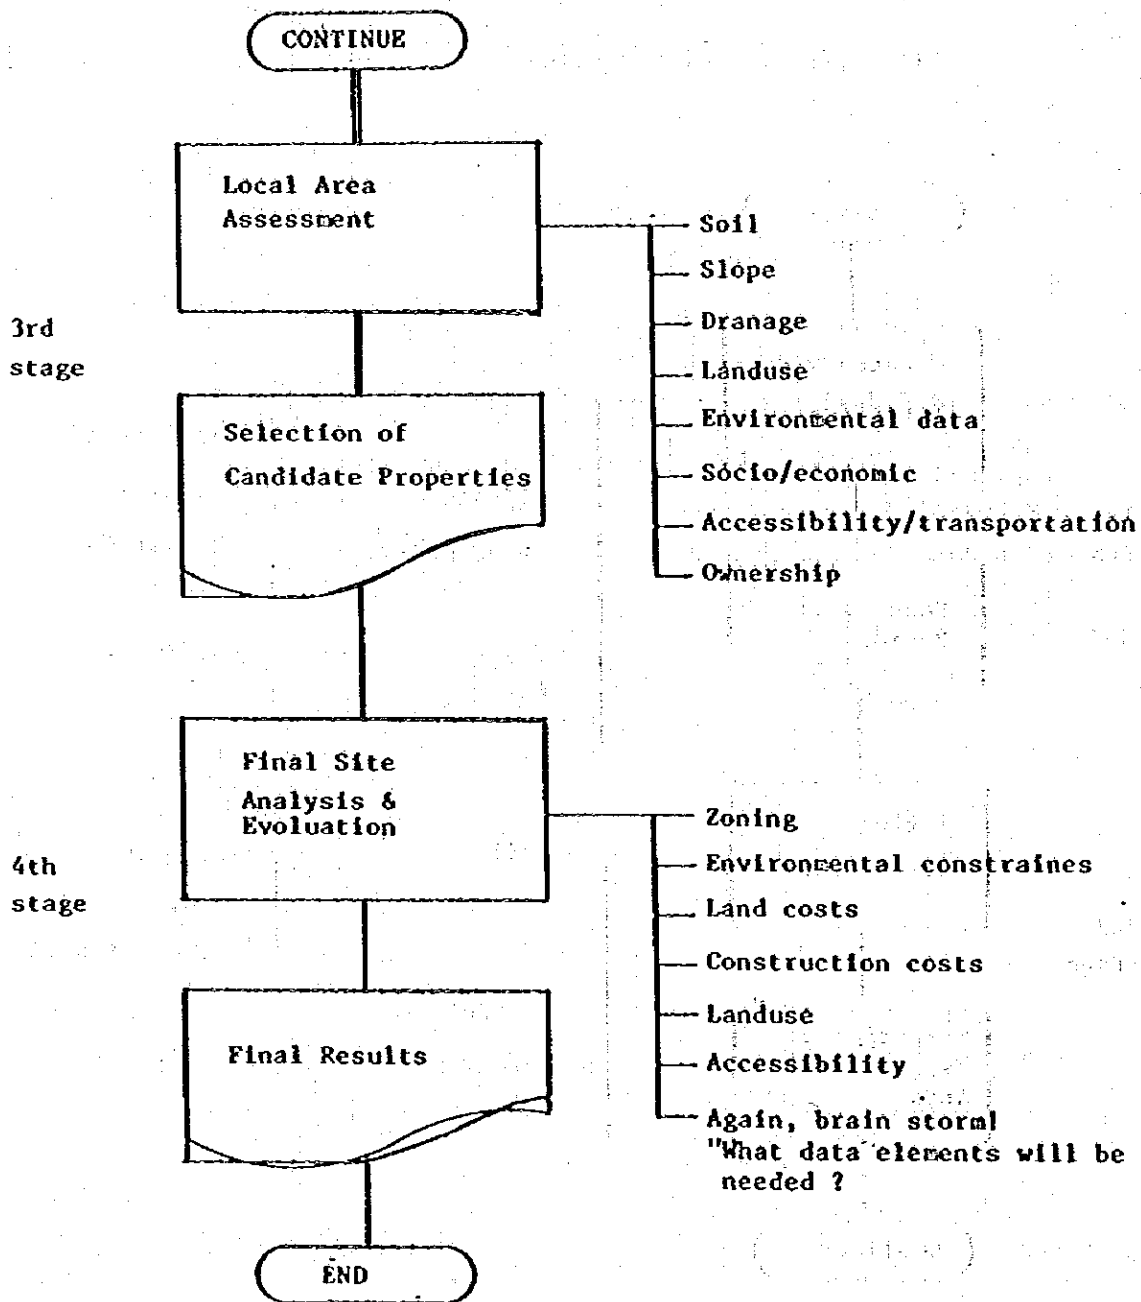 CONTINUE
Local Area
Assessment
Soil
Slope
Dranage
Landuse
Environmental data
Socio/economic
Accessibility/transportation
Ownership
3rd
stage
Selection of
Candidate Properties
Final Site
Analysis &
Evoluation
Zoning
Environmental constraines
Land costs
Construction costs
Landuse
Accessibility
Again, brain storm!
"What data elements will be
needed ?
4th
stage
Final Results
END